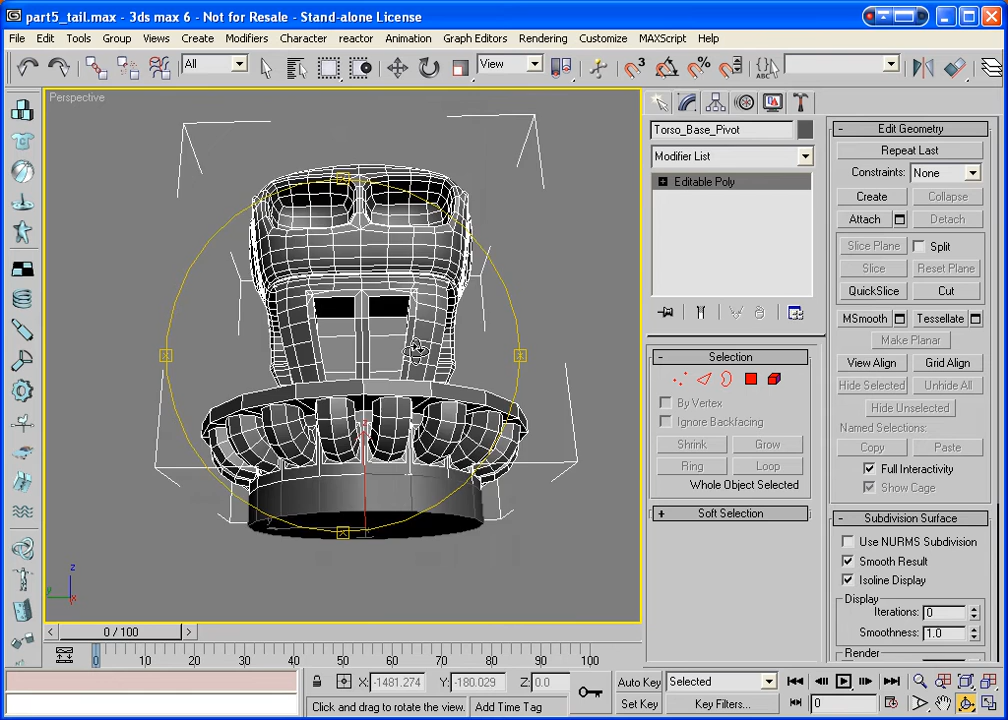 part5_tail.max - 3ds max 6 - Not for Resale - Stand-alone License
File Edit Tools Group Views Create Modifiers Character reactor Animation Graph Editors Rendering Customize MAXScript Help
All
View
Perspective
Torso_Base_Pivot
Modifier List
Editable Poly
Selection
By Vertex
Ignore Backfacing
Shrink Grow
Ring Loop
Whole Object Selected
Soft Selection
Edit Geometry
Repeat Last
Constraints: None
Create Collapse
Attach Detach
Slice Plane Split
Slice Reset Plane
QuickSlice Cut
MSmooth Tessellate
Make Planar
View Align Grid Align
Hide Selected Unhide All
Hide Unselected
Named Selections:
Copy Paste
Full Interactivity
Show Cage
Subdivision Surface
Use NURMS Subdivision
Smooth Result
Isoline Display
Display
Iterations: 0
Smoothness: 1.0
Render
z
y
x
0 / 100
0 10 20 30 40 50 60 70 80 90 100
X: -1481.274 Y: -180.029 Z: 0.0
Auto Key Selected
Click and drag to rotate the view. Add Time Tag
Set Key Key Filters... 0